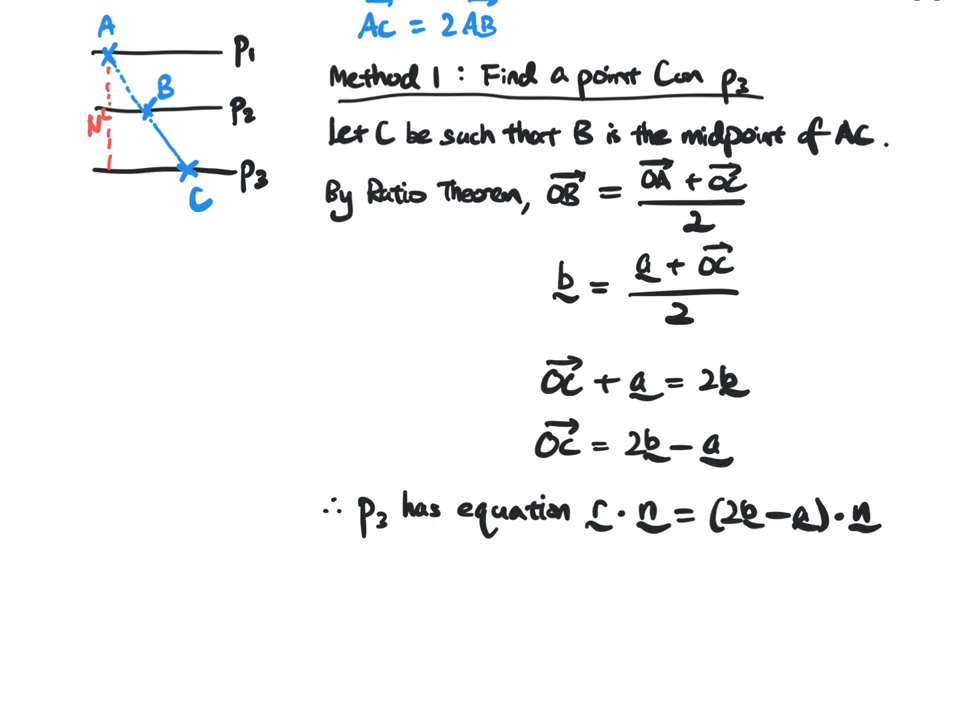 AC = 2AB
A
p₁
Method 1 : Find a point C on p₃
B
N
p₂
Let C be such that B is the midpoint of AC.
p₃
C
By Ratio Theorem, OB = (OA + OC)/2
b = (a + OC)/2
OC + a = 2b
OC = 2b − a
∴ p₃ has equation r · n = (2b − a) · n